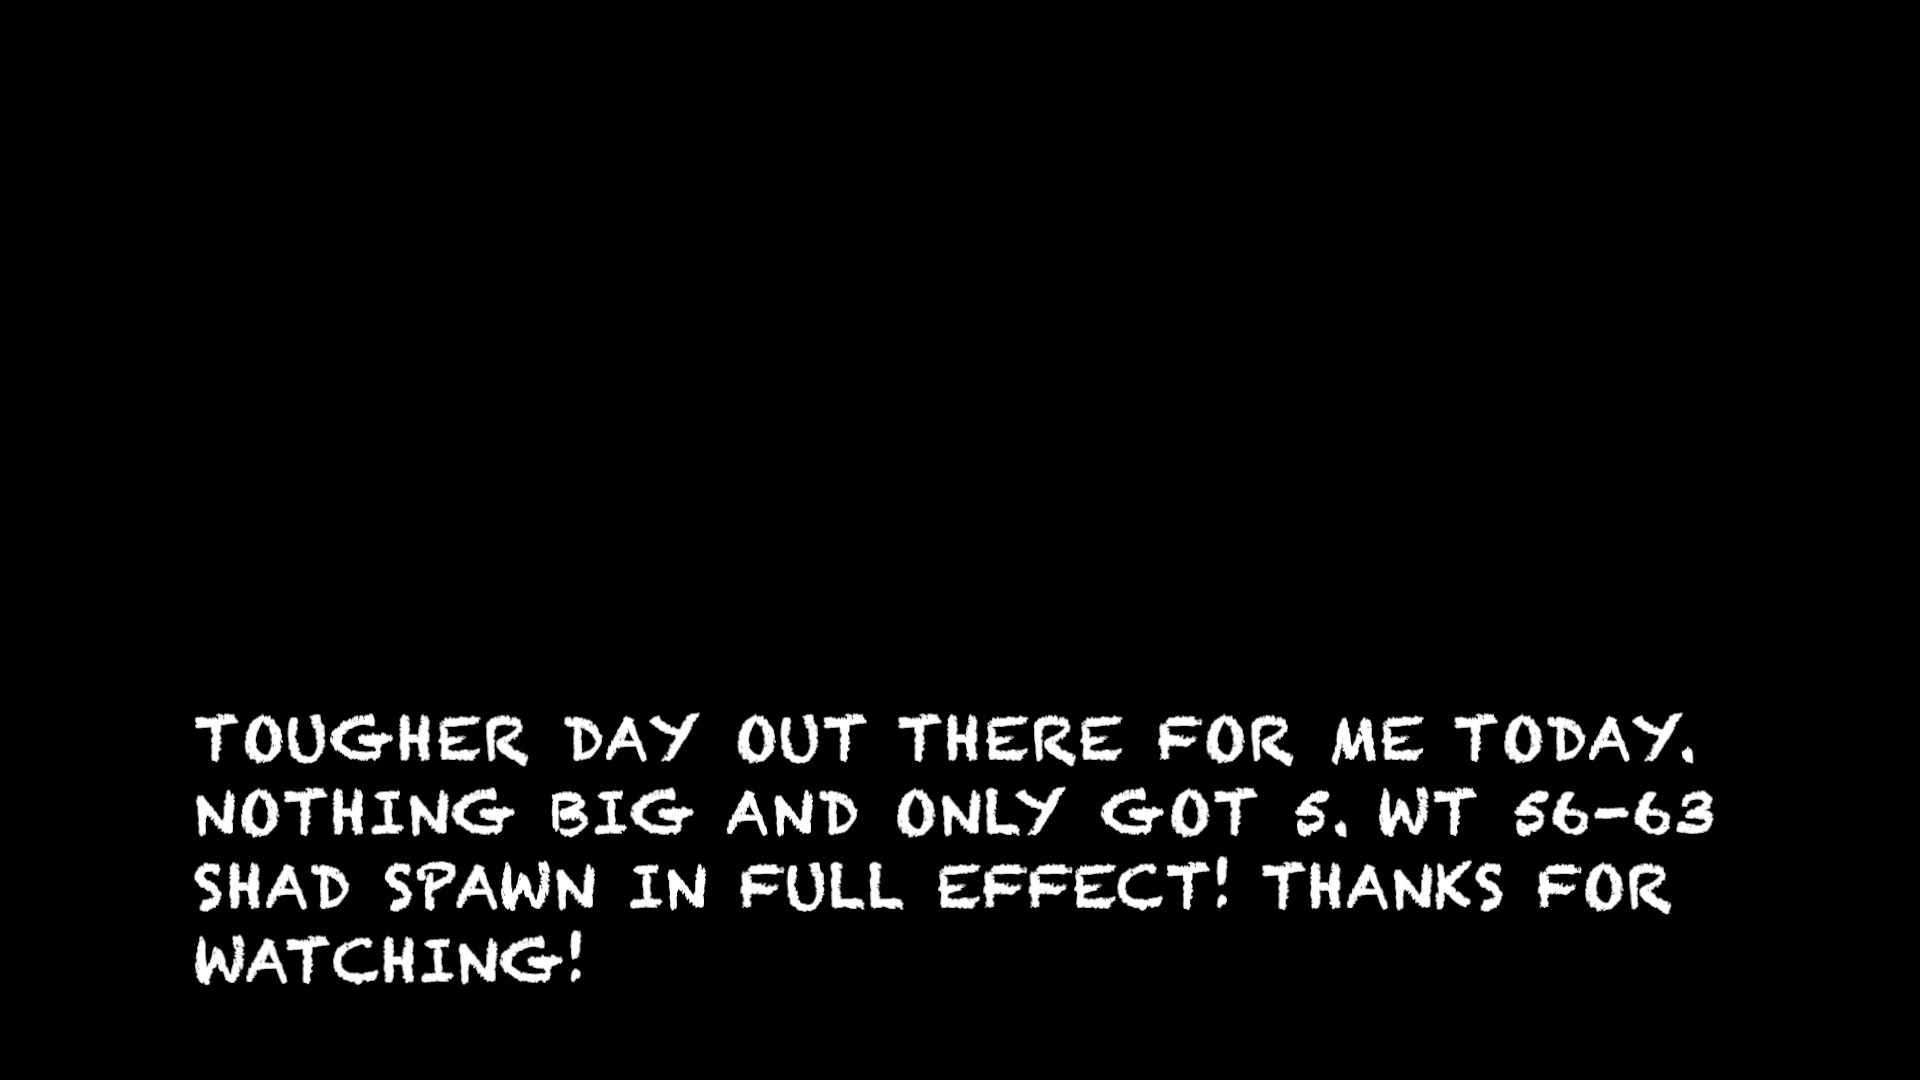 TOUGHER DAY OUT THERE FOR ME TODAY.
NOTHING BIG AND ONLY GOT 5. WT 56-63
SHAD SPAWN IN FULL EFFECT! THANKS FOR
WATCHING!